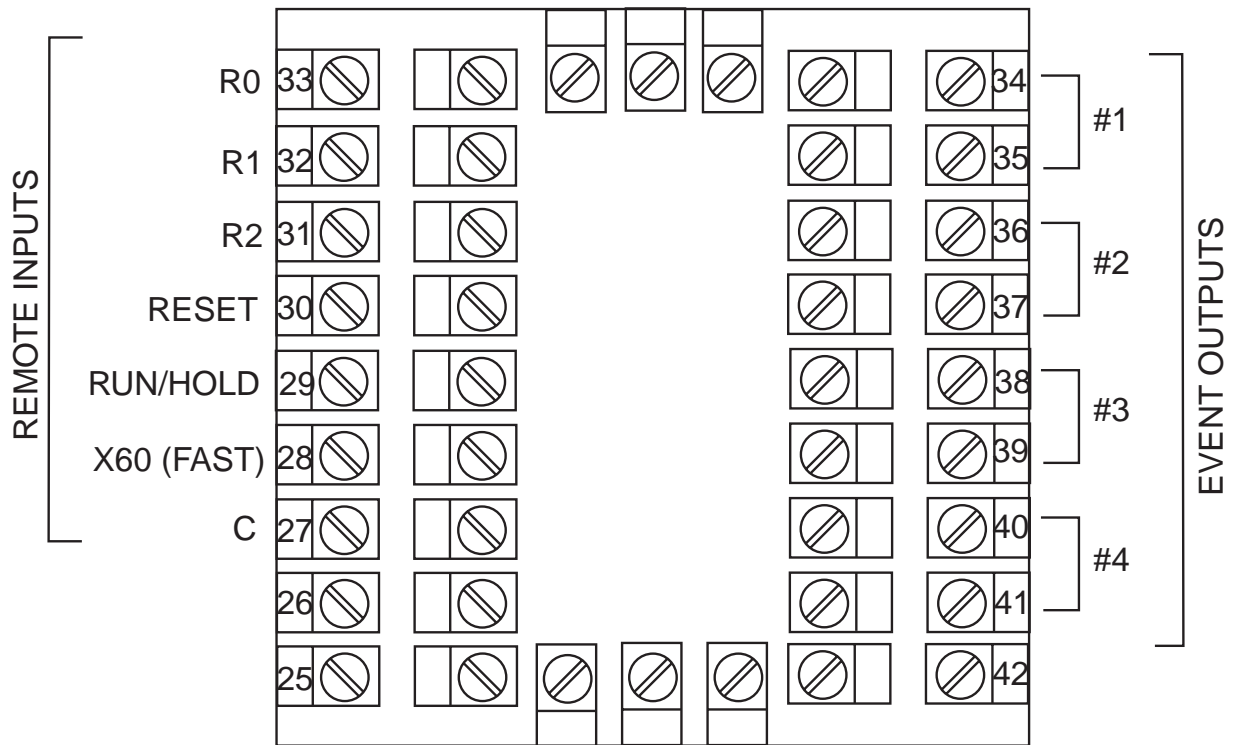 REMOTE INPUTS
R0 33
R1 32
R2 31
RESET 30
RUN/HOLD 29
X60 (FAST) 28
C 27
26
25
34
35
#1
36
37
#2
38
39
#3
40
41
#4
42
EVENT OUTPUTS